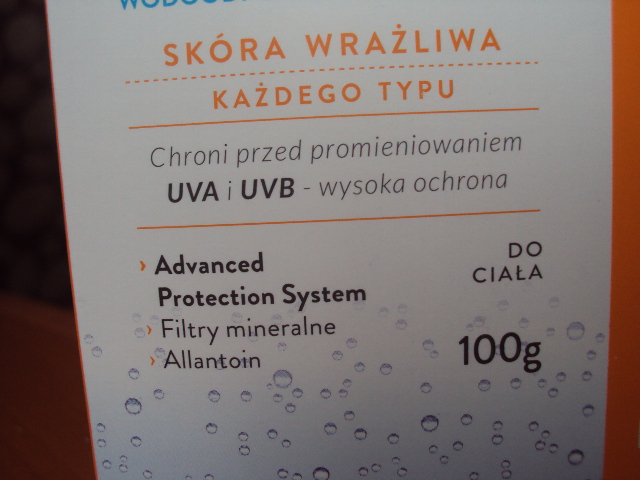 SKÓRA WRAŻLIWA
KAŻDEGO TYPU
Chroni przed promieniowaniem
UVA i UVB - wysoka ochrona
› Advanced
Protection System
› Filtry mineralne
› Allantoin
DO
CIAŁA
100g